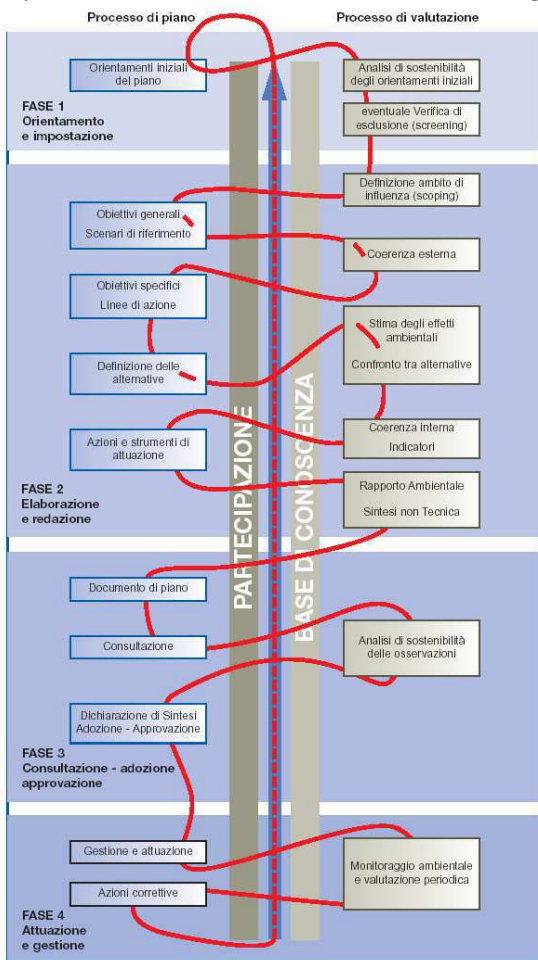 Processo di piano
Processo di valutazione
Orientamenti iniziali
del piano
Analisi di sostenibilità
degli orientamenti iniziali
FASE 1
Orientamento
e impostazione
eventuale Verifica di
esclusione (screening)
Definizione ambito di
influenza (scoping)
Obiettivi generali
Scenari di riferimento
Coerenza esterna
Obiettivi specifici
Linee di azione
Stima degli effetti
ambientali
Confronto tra alternative
Definizione delle
alternative
Azioni e strumenti di
attuazione
Coerenza interna
Indicatori
FASE 2
Elaborazione
e redazione
Rapporto Ambientale
Sintesi non Tecnica
PARTECIPAZIONE
BASE DI CONOSCENZA
Documento di piano
Consultazione
Analisi di sostenibilità
delle osservazioni
Dichiarazione di Sintesi
Adozione - Approvazione
FASE 3
Consultazione - adozione
approvazione
Gestione e attuazione
Monitoraggio ambientale
e valutazione periodica
Azioni correttive
FASE 4
Attuazione
e gestione